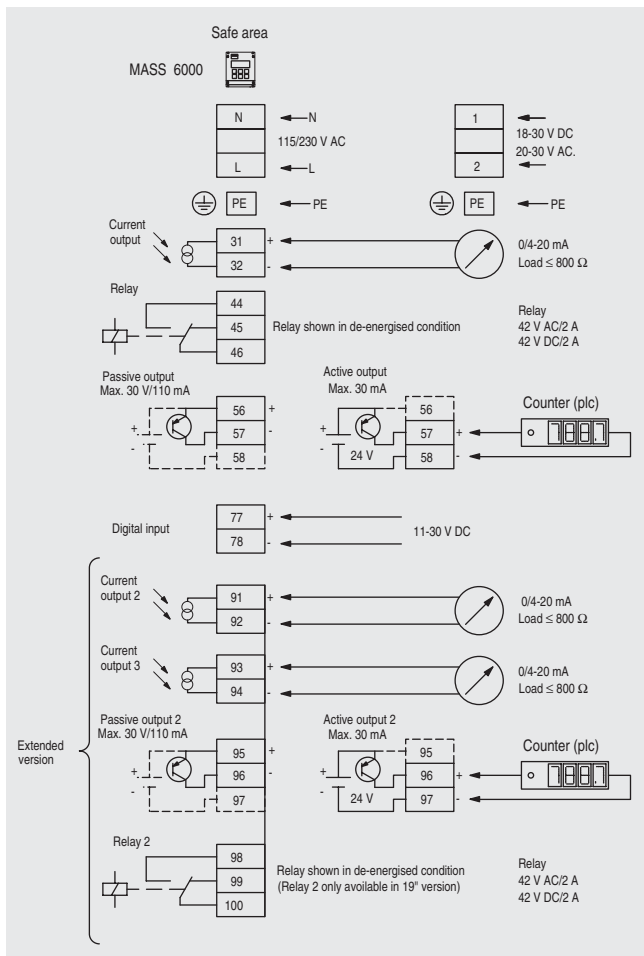 Safe area
MASS 6000
N
N
115/230 V AC
L
L
PE
PE
1
18-30 V DC
20-30 V AC.
2
PE
PE
Current
output
31
+
32
-
0/4-20 mA
Load ≤ 800 Ω
Relay
44
45
46
Relay shown in de-energised condition
Relay
42 V AC/2 A
42 V DC/2 A
Passive output
Max. 30 V/110 mA
+
-
56
+
57
-
58
Active output
Max. 30 mA
+
-
24 V
56
57
+
58
-
Counter (plc)
Digital input
77
+
78
-
11-30 V DC
Extended
version
Current
output 2
91
+
92
-
0/4-20 mA
Load ≤ 800 Ω
Current
output 3
93
+
94
-
0/4-20 mA
Load ≤ 800 Ω
Passive output 2
Max. 30 V/110 mA
+
-
95
+
96
-
97
Active output 2
Max. 30 mA
+
-
24 V
95
96
+
97
-
Counter (plc)
Relay 2
98
99
100
Relay shown in de-energised condition
(Relay 2 only available in 19" version)
Relay
42 V AC/2 A
42 V DC/2 A